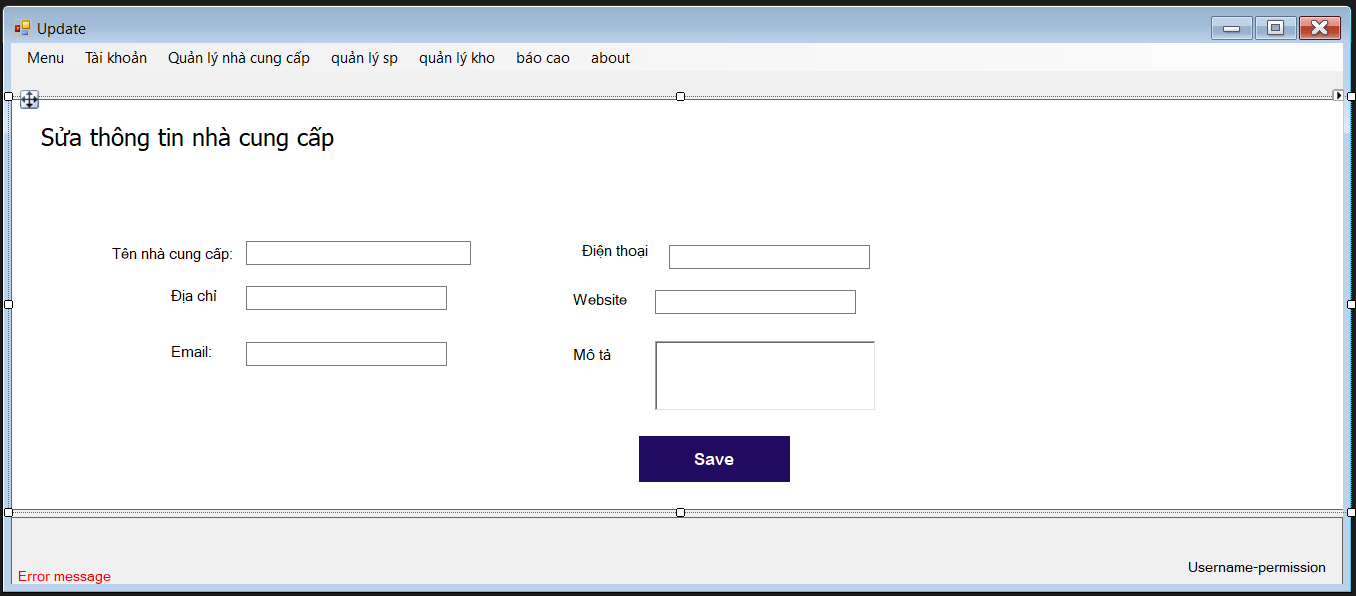 Update
Menu Tài khoản Quản lý nhà cung cấp quản lý sp quản lý kho báo cao about
Sửa thông tin nhà cung cấp
Tên nhà cung cấp: Điện thoại
Địa chỉ Website
Email: Mô tả
Save
Username-permission
Error message